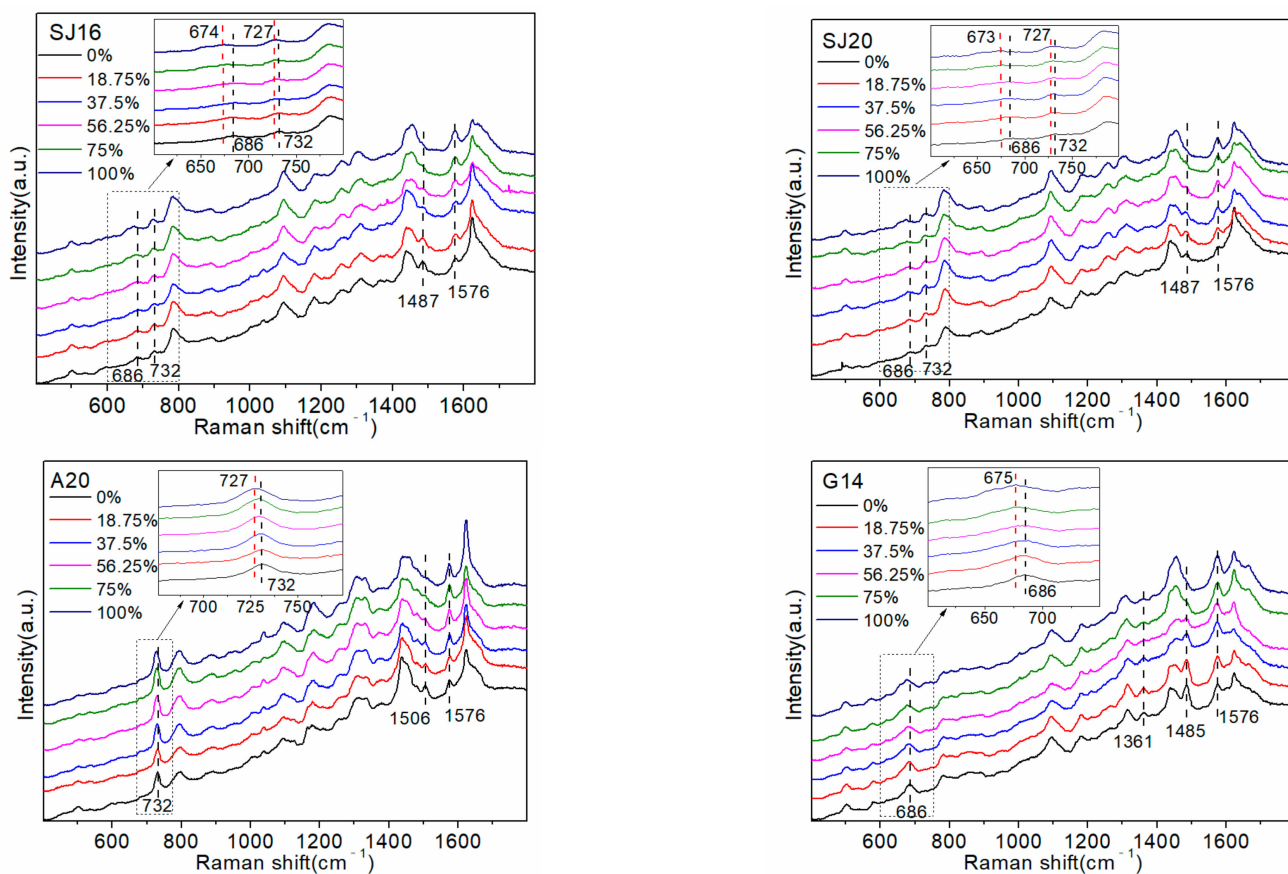 SJ16
0%
18.75%
37.5%
56.25%
75%
100%
674 727
686 732
650 700 750
1487 1576
686 732
600 800 1000 1200 1400 1600
Raman shift(cm⁻¹)
Intensity(a.u.)
SJ20
0%
18.75%
37.5%
56.25%
75%
100%
673 727
686 732
650 700 750
1487 1576
686 732
600 800 1000 1200 1400 1600
Raman shift(cm⁻¹)
Intensity(a.u.)
A20
0%
18.75%
37.5%
56.25%
75%
100%
727
732
700 750
1506 1576
732
600 800 1000 1200 1400 1600
Raman shift(cm⁻¹)
Intensity(a.u.)
G14
0%
18.75%
37.5%
56.25%
75%
100%
675
686
650 700
1361 1485 1576
686
600 800 1000 1200 1400 1600
Raman shift(cm⁻¹)
Intensity(a.u.)